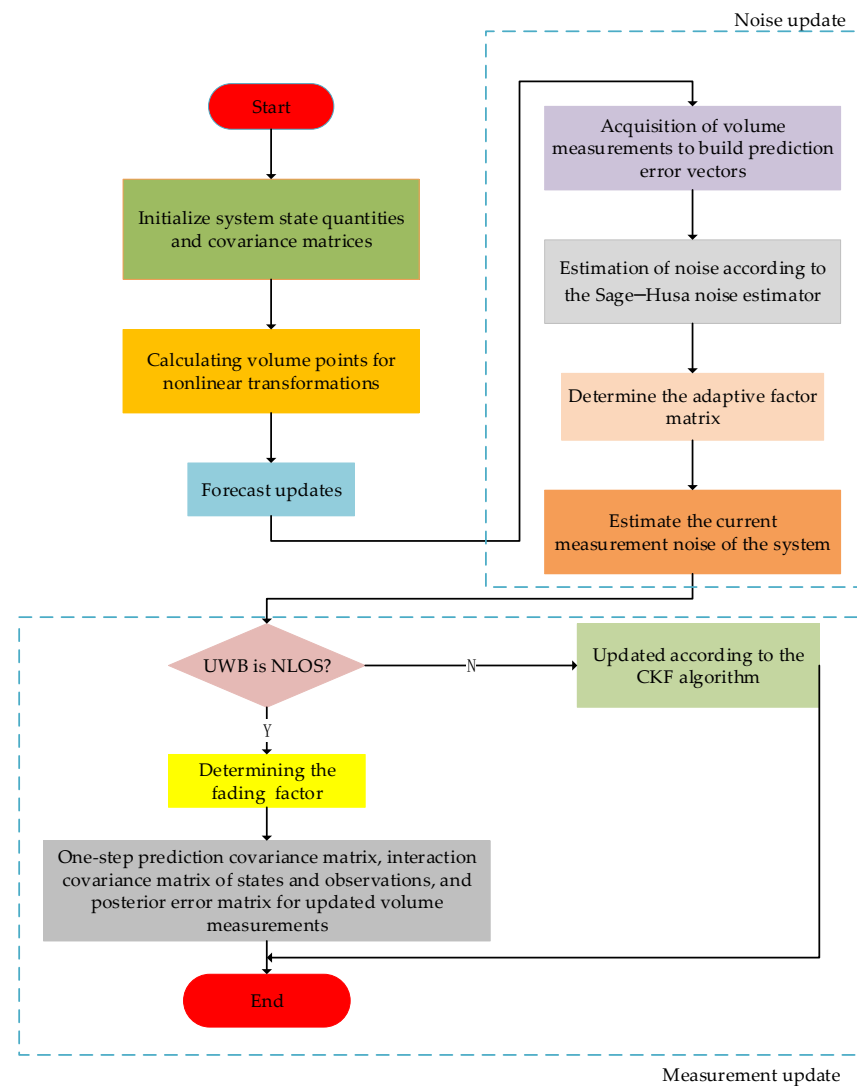 Noise update
Start
Acquisition of volume
measurements to build prediction
error vectors
Initialize system state quantities
and covariance matrices
Estimation of noise according to
the Sage—Husa noise estimator
Calculating volume points for
nonlinear transformations
Determine the adaptive factor
matrix
Forecast updates
Estimate the current
measurement noise of the system
UWB is NLOS?
N
Updated according to the
CKF algorithm
Y
Determining the
fading factor
One-step prediction covariance matrix, interaction
covariance matrix of states and observations, and
posterior error matrix for updated volume
measurements
End
Measurement update